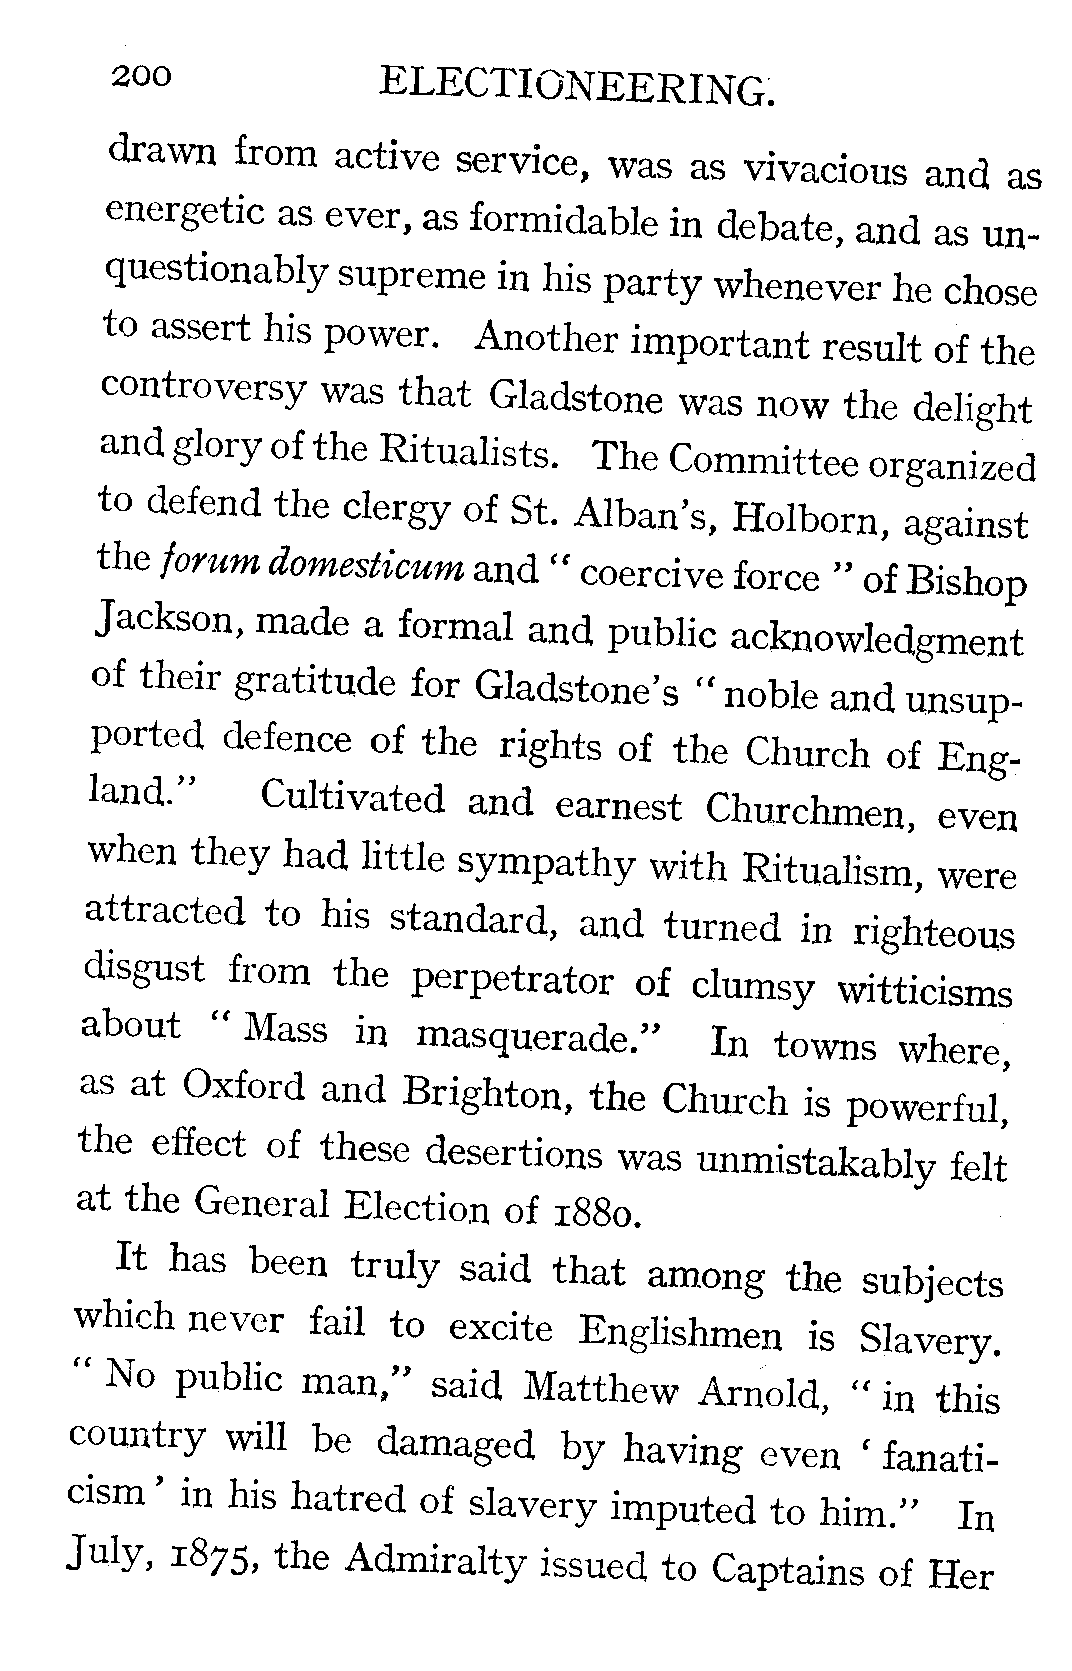 200 ELECTIONEERING.
drawn from active service, was as vivacious and as
energetic as ever, as formidable in debate, and as un-
questionably supreme in his party whenever he chose
to assert his power. Another important result of the
controversy was that Gladstone was now the delight
and glory of the Ritualists. The Committee organized
to defend the clergy of St. Alban's, Holborn, against
the forum domesticum and “ coercive force ” of Bishop
Jackson, made a formal and public acknowledgment
of their gratitude for Gladstone's “ noble and unsup-
ported defence of the rights of the Church of Eng-
land.” Cultivated and earnest Churchmen, even
when they had little sympathy with Ritualism, were
attracted to his standard, and turned in righteous
disgust from the perpetrator of clumsy witticisms
about “ Mass in masquerade.” In towns where,
as at Oxford and Brighton, the Church is powerful,
the effect of these desertions was unmistakably felt
at the General Election of 1880.
It has been truly said that among the subjects
which never fail to excite Englishmen is Slavery.
“ No public man,” said Matthew Arnold, “ in this
country will be damaged by having even ‘ fanati-
cism ’ in his hatred of slavery imputed to him.” In
July, 1875, the Admiralty issued to Captains of Her